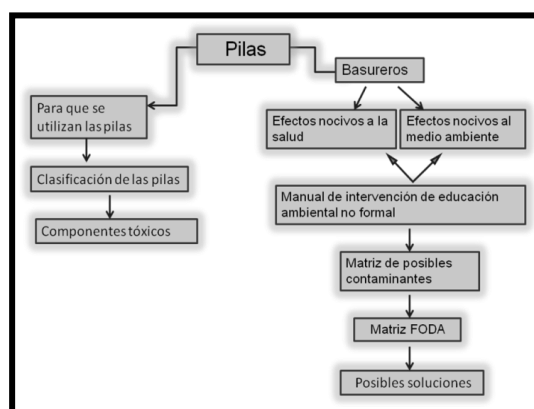 Pilas
Para que se
utilizan las pilas
Clasificación de las pilas
Componentes tóxicos
Basureros
Efectos nocivos a la
salud
Efectos nocivos al
medio ambiente
Manual de intervención de educación
ambiental no formal
Matriz de posibles
contaminantes
Matriz FODA
Posibles soluciones